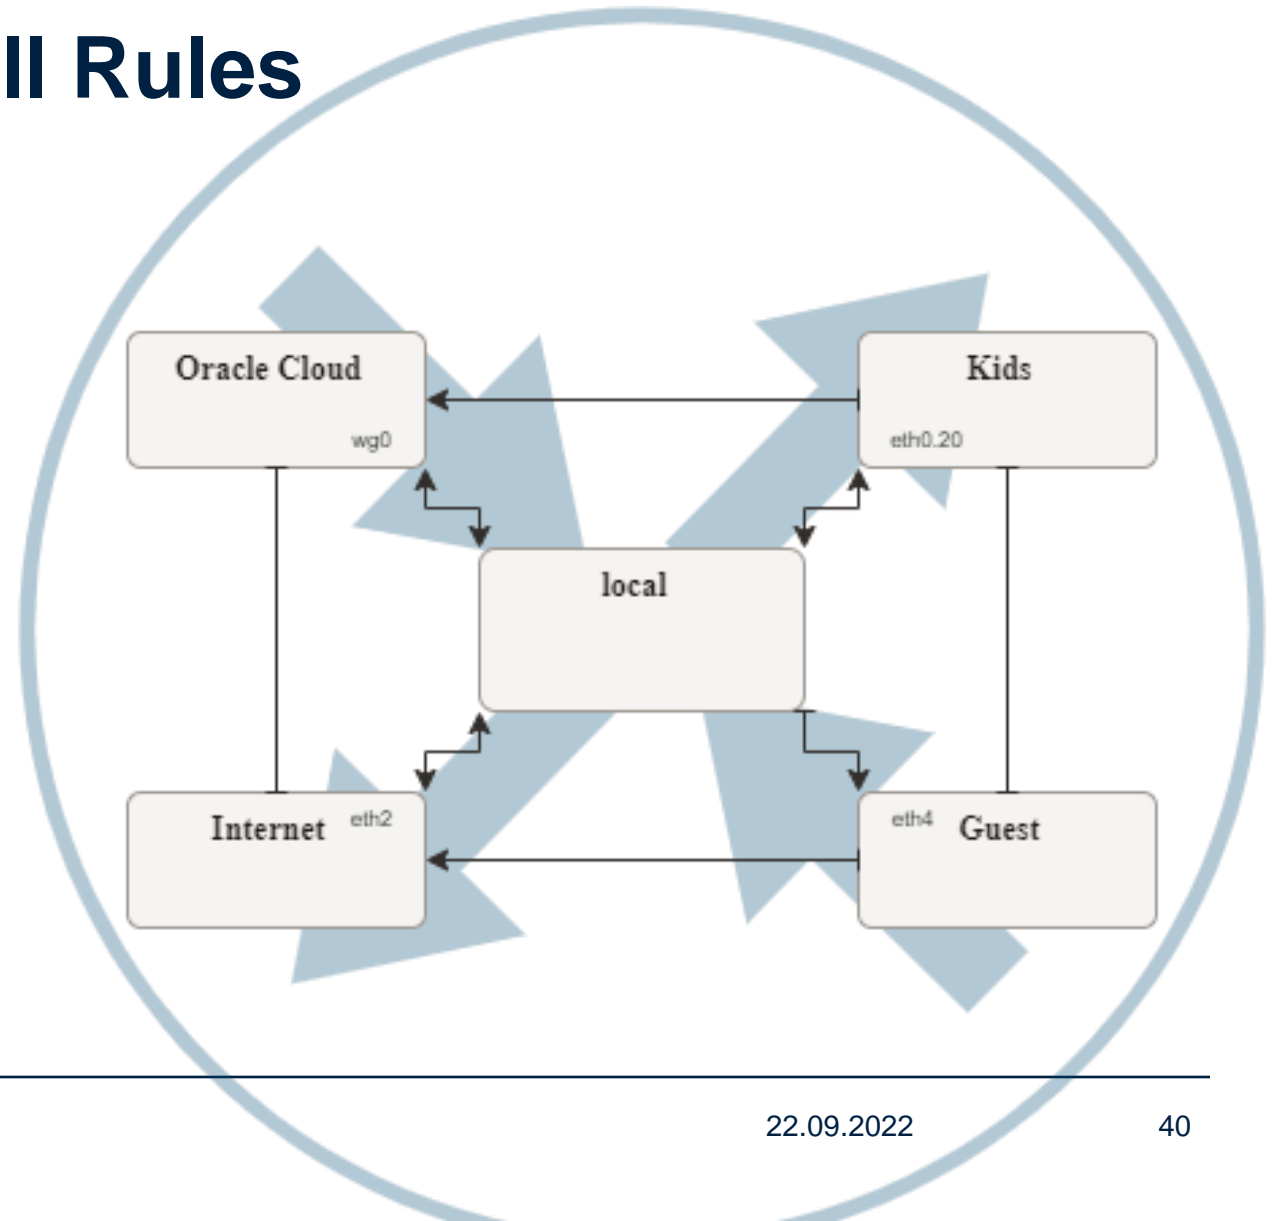 ll Rules
Oracle Cloud
wg0
Kids
eth0.20
local
Internet
eth2
eth4
Guest
22.09.2022
40